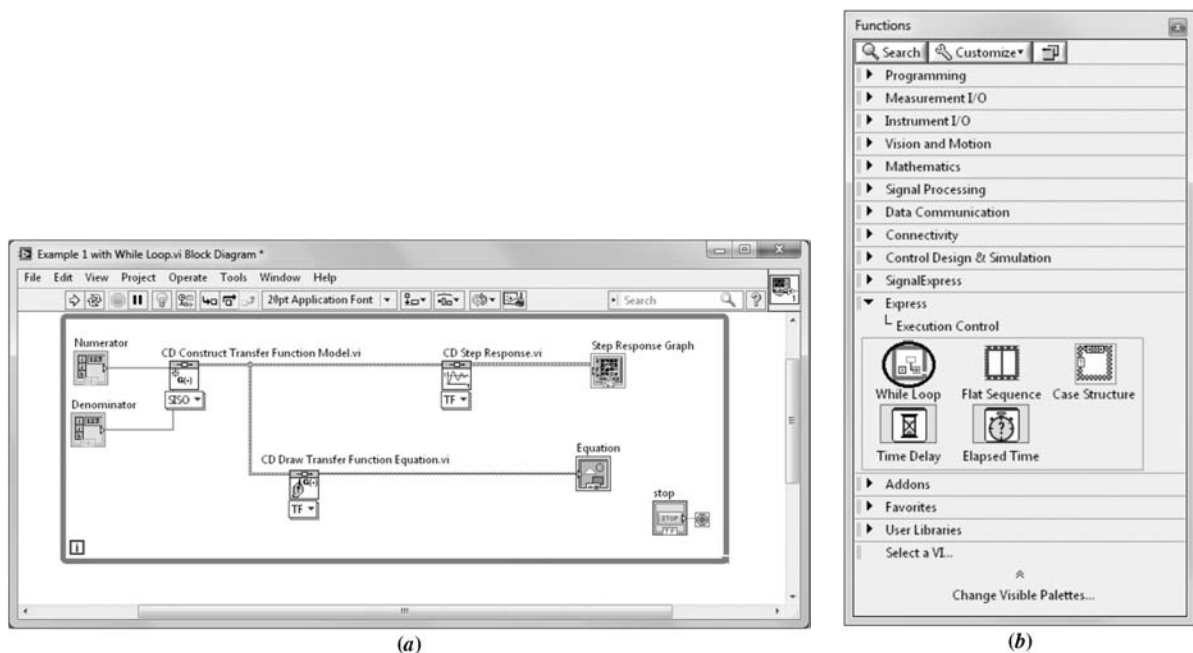 Example 1 with While Loop.vi Block Diagram *
File Edit View Project Operate Tools Window Help
20pt Application Font
Search
?
1
Numerator
CD Construct Transfer Function Model.vi
CD Step Response.vi
Step Response Graph
G(-)
SISO
TF
Denominator
CD Draw Transfer Function Equation.vi
Equation
G(-)
TF
stop
STOP
TF
i
(a)
Functions
Search Customize
Programming
Measurement I/O
Instrument I/O
Vision and Motion
Mathematics
Signal Processing
Data Communication
Connectivity
Control Design & Simulation
SignalExpress
Express
Execution Control
While Loop Flat Sequence Case Structure
?
Time Delay Elapsed Time
Addons
Favorites
User Libraries
Select a VI...
Change Visible Palettes...
(b)